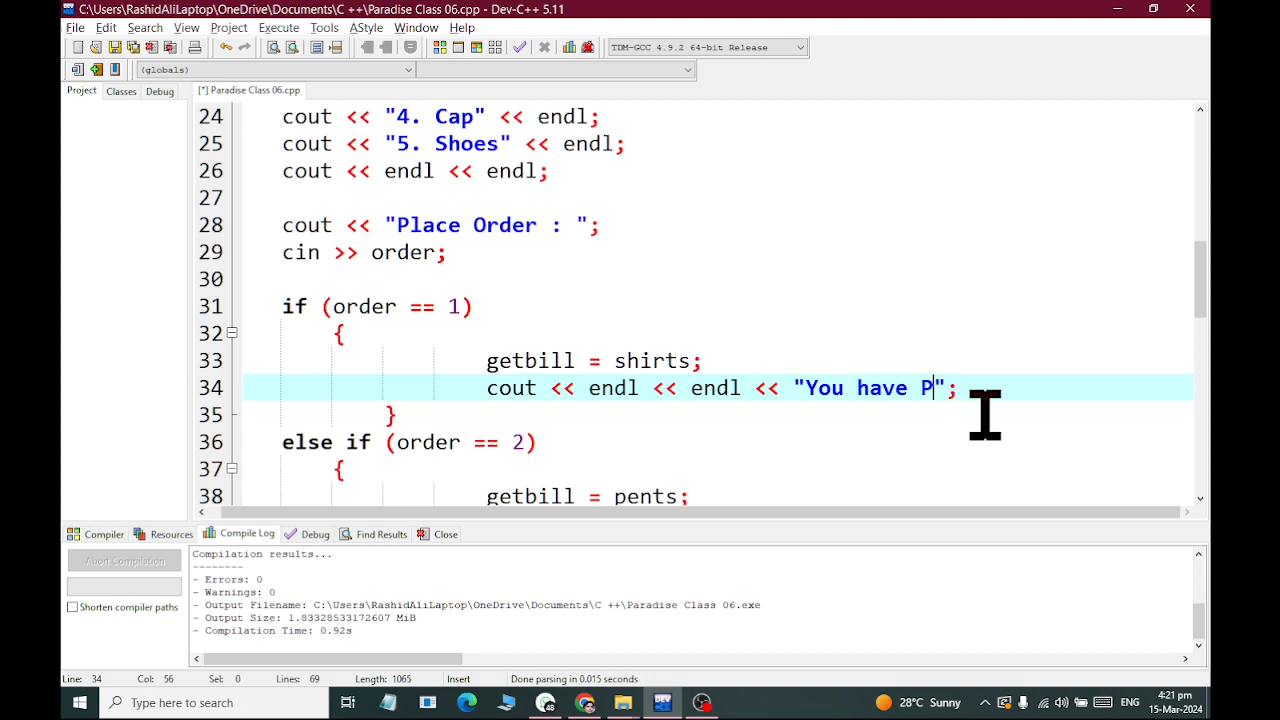 C:\Users\RashidAliLaptop\OneDrive\Documents\C ++\Paradise Class 06.cpp - Dev-C++ 5.11
File Edit Search View Project Execute Tools AStyle Window Help
TDM-GCC 4.9.2 64-bit Release
(globals)
Project Classes Debug [*] Paradise Class 06.cpp
24 cout << "4. Cap" << endl;
25 cout << "5. Shoes" << endl;
26 cout << endl << endl;
27
28 cout << "Place Order : ";
29 cin >> order;
30
31 if (order == 1)
32 {
33 getbill = shirts;
34 cout << endl << endl << "You have P";
35 }
36 else if (order == 2)
37 {
38 getbill = pents;
Compiler Resources Compile Log Debug Find Results Close
Abort Compilation
Shorten compiler paths
Compilation results...
--------
- Errors: 0
- Warnings: 0
- Output Filename: C:\Users\RashidAliLaptop\OneDrive\Documents\C ++\Paradise Class 06.exe
- Output Size: 1.83328533172607 MiB
- Compilation Time: 0.92s
Line: 34 Col: 56 Sel: 0 Lines: 69 Length: 1065 Insert Done parsing in 0.015 seconds
Type here to search
48
28°C Sunny
ENG
4:21 pm
15-Mar-2024